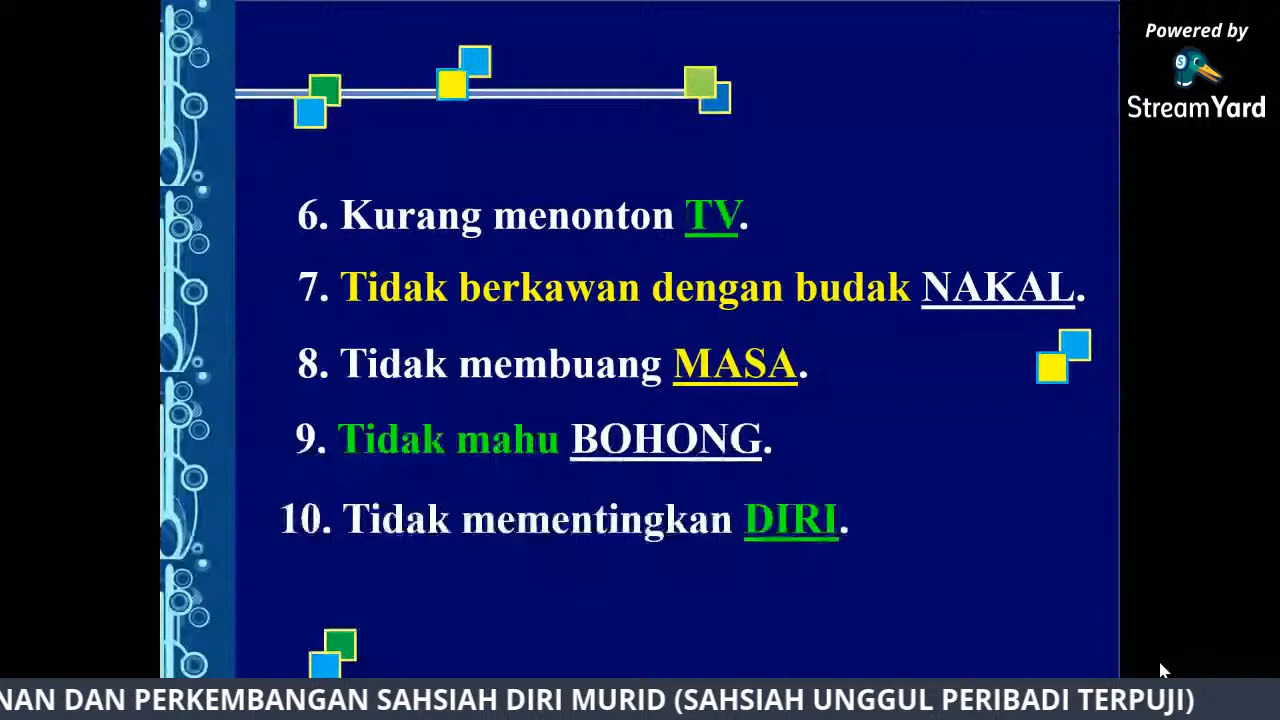 Powered by
StreamYard
6. Kurang menonton TV.
7. Tidak berkawan dengan budak NAKAL.
8. Tidak membuang MASA.
9. Tidak mahu BOHONG.
10. Tidak mementingkan DIRI.
NAN DAN PERKEMBANGAN SAHSIAH DIRI MURID (SAHSIAH UNGGUL PERIBADI TERPUJI)